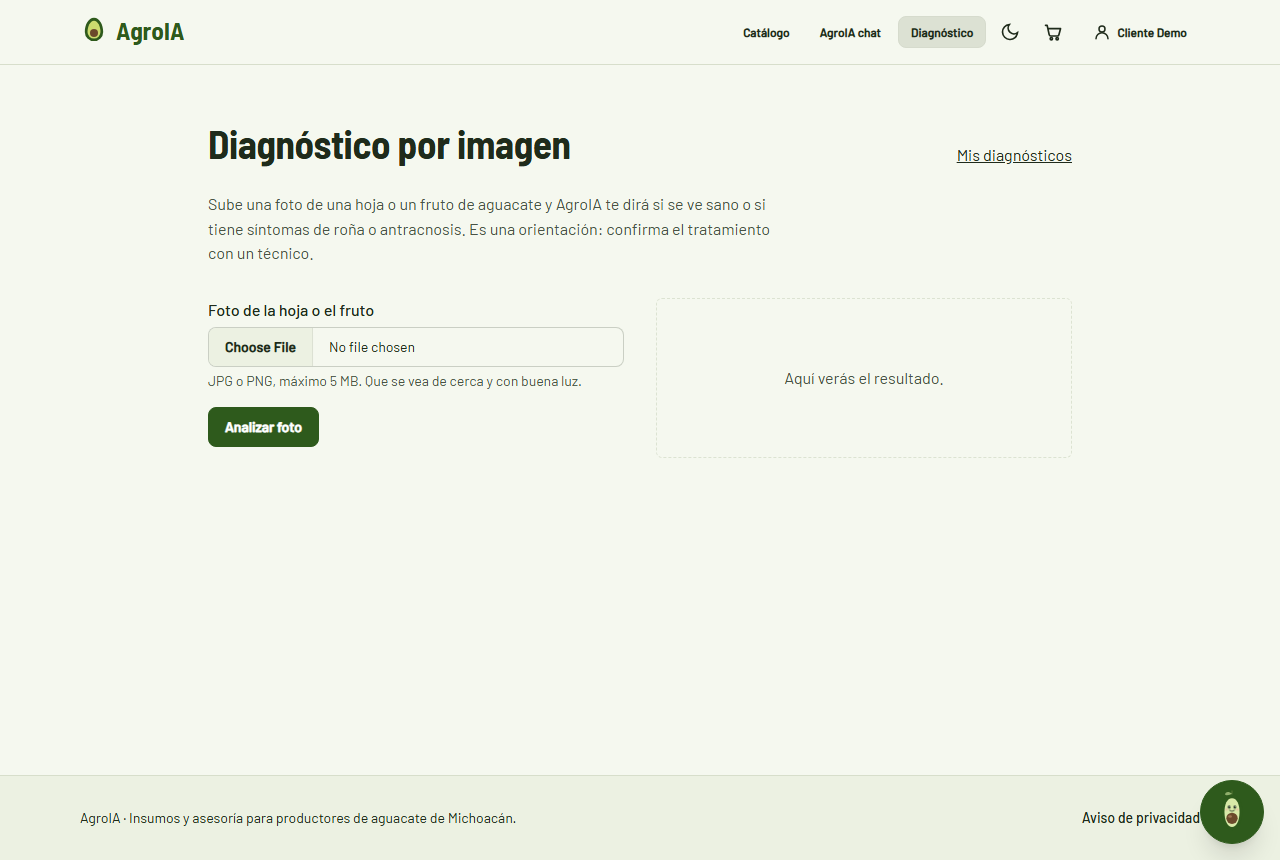 AgroIA
Catálogo
AgroIA chat
Diagnóstico
Cliente Demo
Diagnóstico por imagen
Mis diagnósticos
Sube una foto de una hoja o un fruto de aguacate y AgroIA te dirá si se ve sano o si
tiene síntomas de roña o antracnosis. Es una orientación: confirma el tratamiento
con un técnico.
Foto de la hoja o el fruto
Choose File No file chosen
JPG o PNG, máximo 5 MB. Que se vea de cerca y con buena luz.
Analizar foto
Aquí verás el resultado.
AgroIA · Insumos y asesoría para productores de aguacate de Michoacán.
Aviso de privacidad